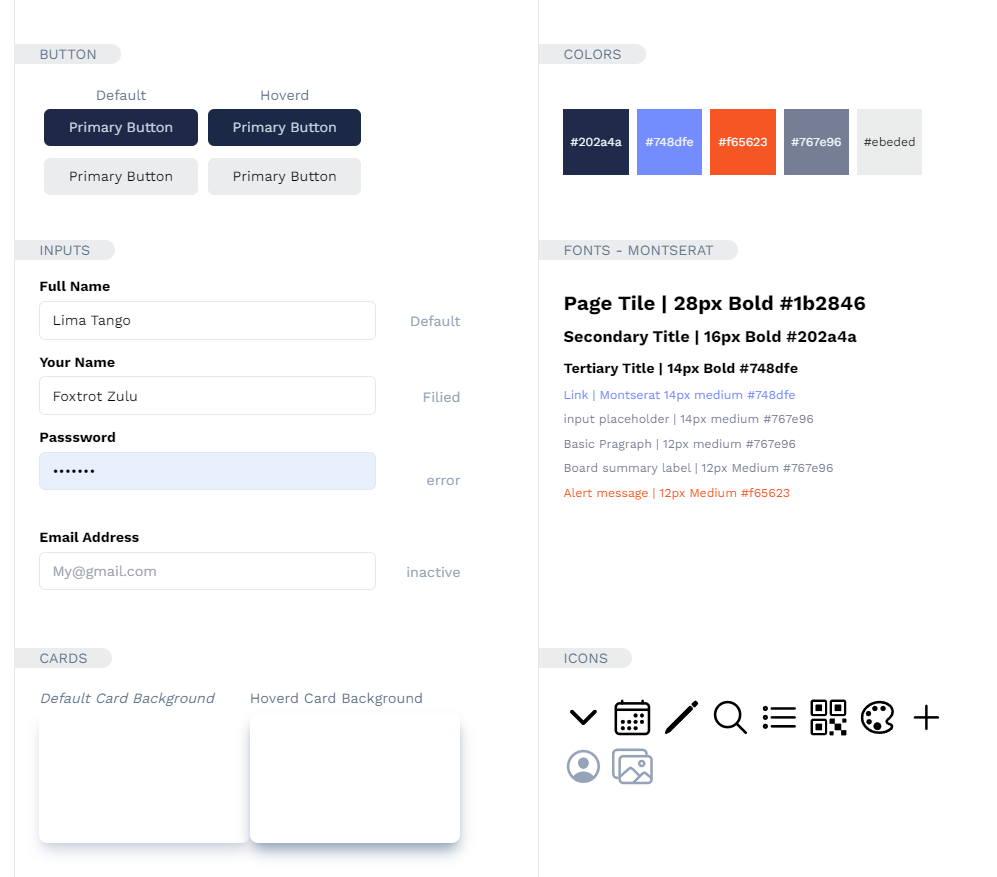 BUTTON
Default
Hoverd
Primary Button
Primary Button
Primary Button
Primary Button
INPUTS
Full Name
Lima Tango
Default
Your Name
Foxtrot Zulu
Filied
Passsword
•••••••
error
Email Address
My@gmail.com
inactive
CARDS
Default Card Background
Hoverd Card Background
COLORS
#202a4a
#748dfe
#f65623
#767e96
#ebeded
FONTS - MONTSERAT
Page Tile | 28px Bold #1b2846
Secondary Title | 16px Bold #202a4a
Tertiary Title | 14px Bold #748dfe
Link | Montserat 14px medium #748dfe
input placeholder | 14px medium #767e96
Basic Pragraph | 12px medium #767e96
Board summary label | 12px Medium #767e96
Alert message | 12px Medium #f65623
ICONS